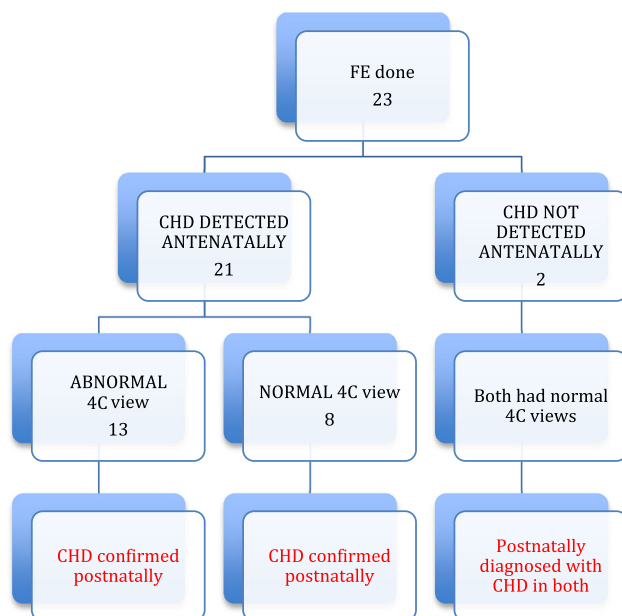 FE done
23
CHD DETECTED
ANTENATALLY
21
CHD NOT
DETECTED
ANTENATALLY
2
ABNORMAL
4C view
13
NORMAL 4C view
8
Both had normal
4C views
CHD confirmed
postnatally
CHD confirmed
postnatally
Postnatally
diagnosed with
CHD in both